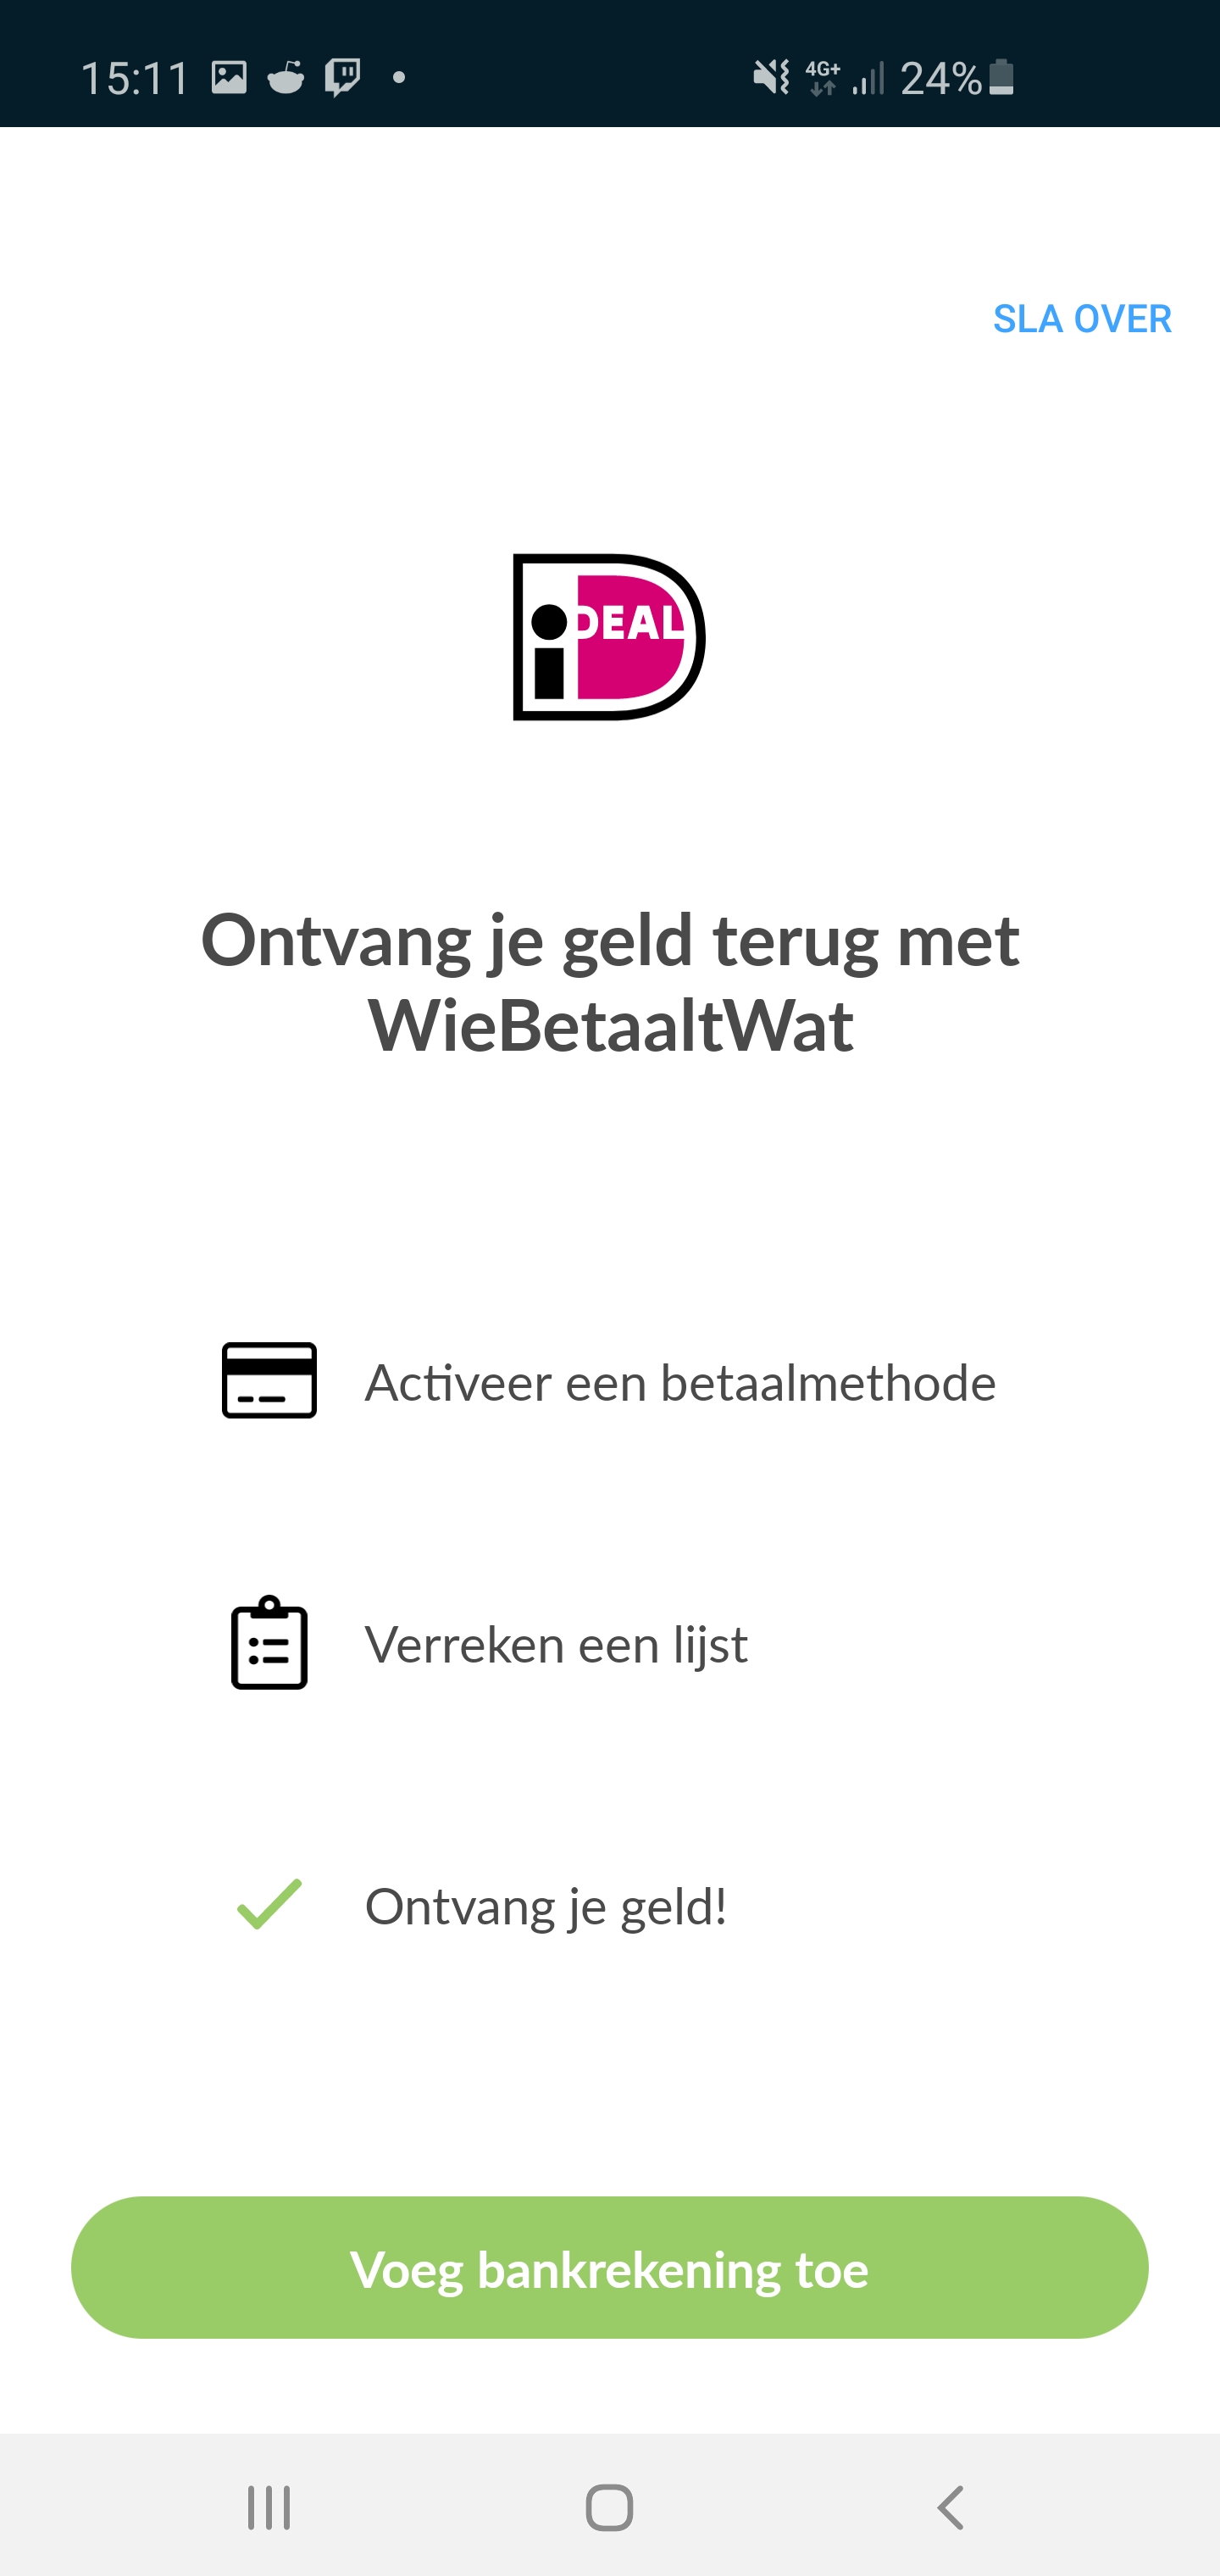 15:11 4G+ 24%
SLA OVER
iDEAL
Ontvang je geld terug met
WieBetaaltWat
Activeer een betaalmethode
Verreken een lijst
Ontvang je geld!
Voeg bankrekening toe